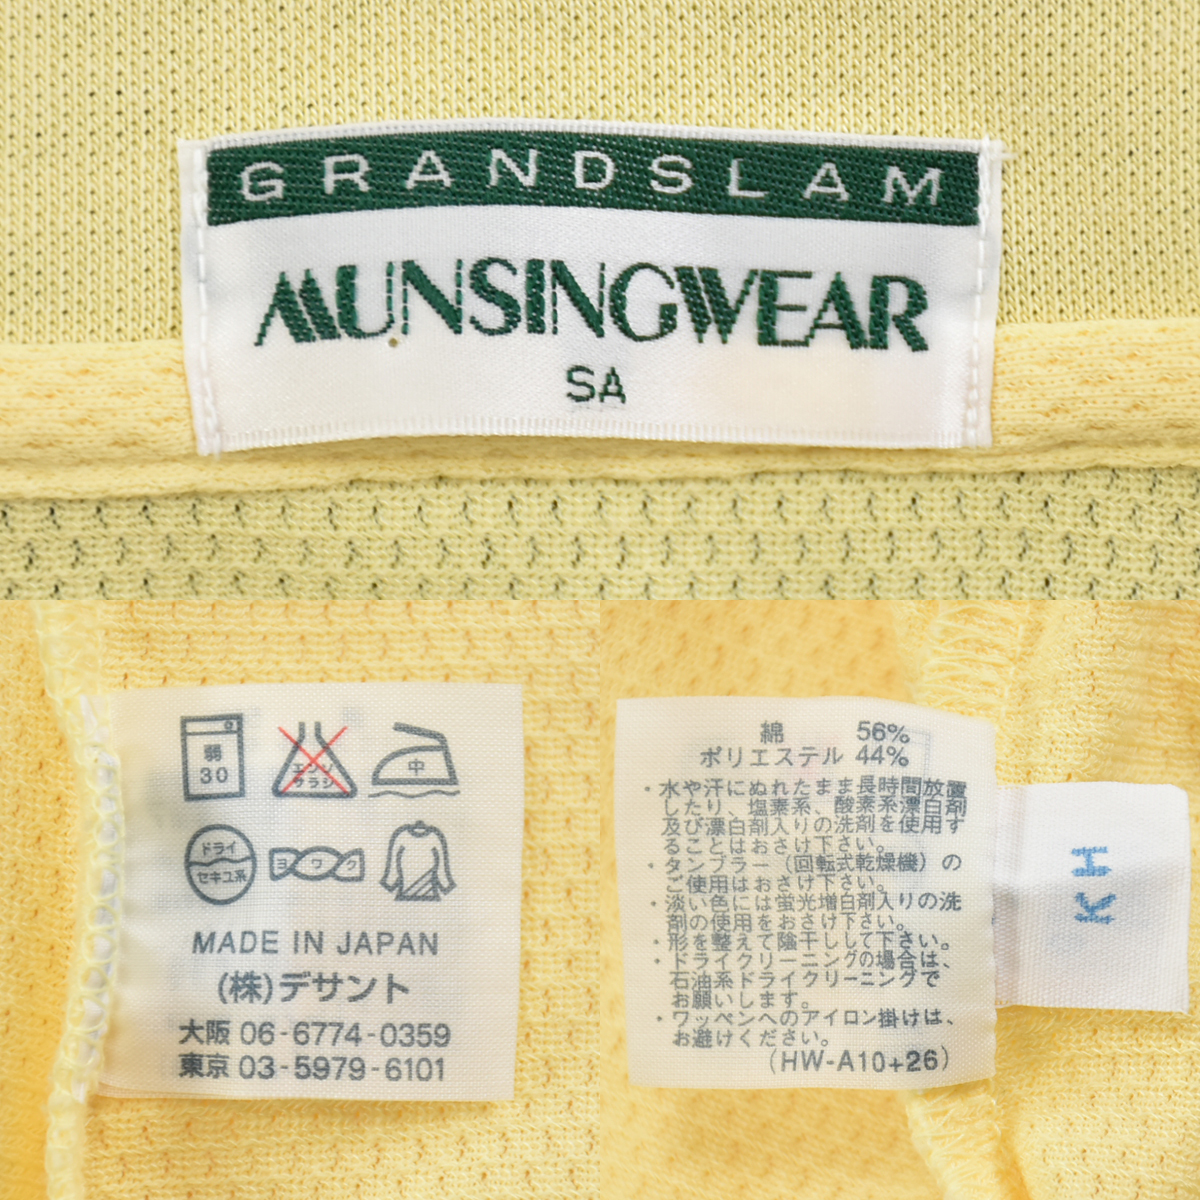 GRANDSLAM
MUNSINGWEAR
SA
弱
30
エンソ
サラシ
中
ドライ
セキユ系
ヨワク
MADE IN JAPAN
(株)デサント
大阪 06-6774-0359
東京 03-5979-6101
綿 56%
ポリエステル 44%
・水や汗にぬれたまま長時間放置
したり、塩素系、酸素系漂白剤
及び漂白剤入りの洗剤を使用す
ることはおさけ下さい。
・タンブラー(回転式乾燥機)の
ご使用はおさけ下さい。
・淡い色には蛍光増白剤入りの洗
剤の使用をおさけ下さい。
・形を整えて陰干しして下さい。
・ドライクリーニングの場合は、
石油系ドライクリーニングで
お願いします。
・ワッペンへのアイロン掛けは、
お避けください。
(HW-A10+26)
KH